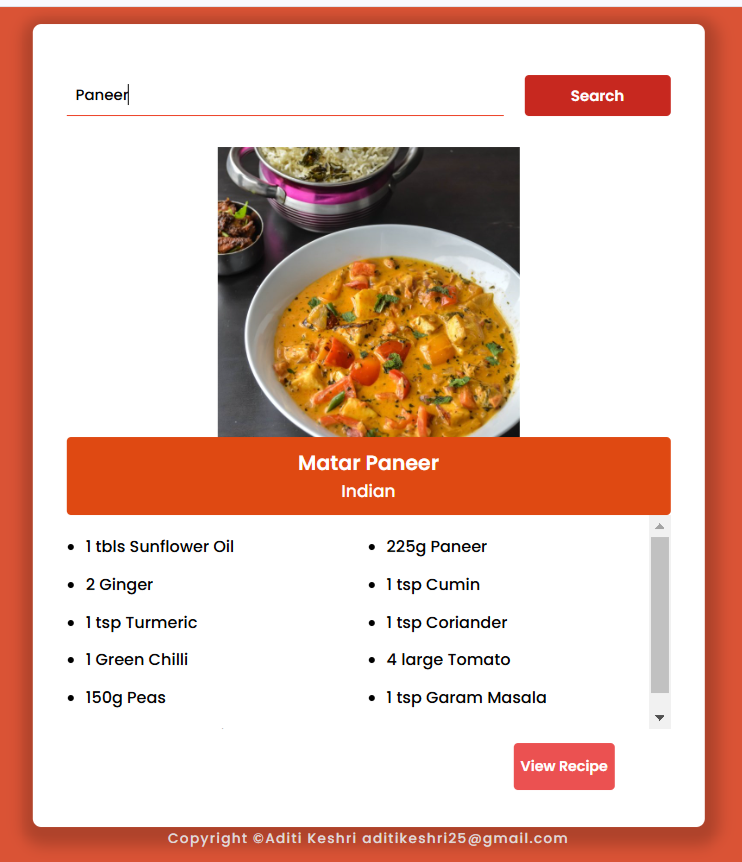 Paneer
Search
Matar Paneer
Indian
1 tbls Sunflower Oil
225g Paneer
2 Ginger
1 tsp Cumin
1 tsp Turmeric
1 tsp Coriander
1 Green Chilli
4 large Tomato
150g Peas
1 tsp Garam Masala
View Recipe
Copyright ©Aditi Keshri aditikeshri25@gmail.com